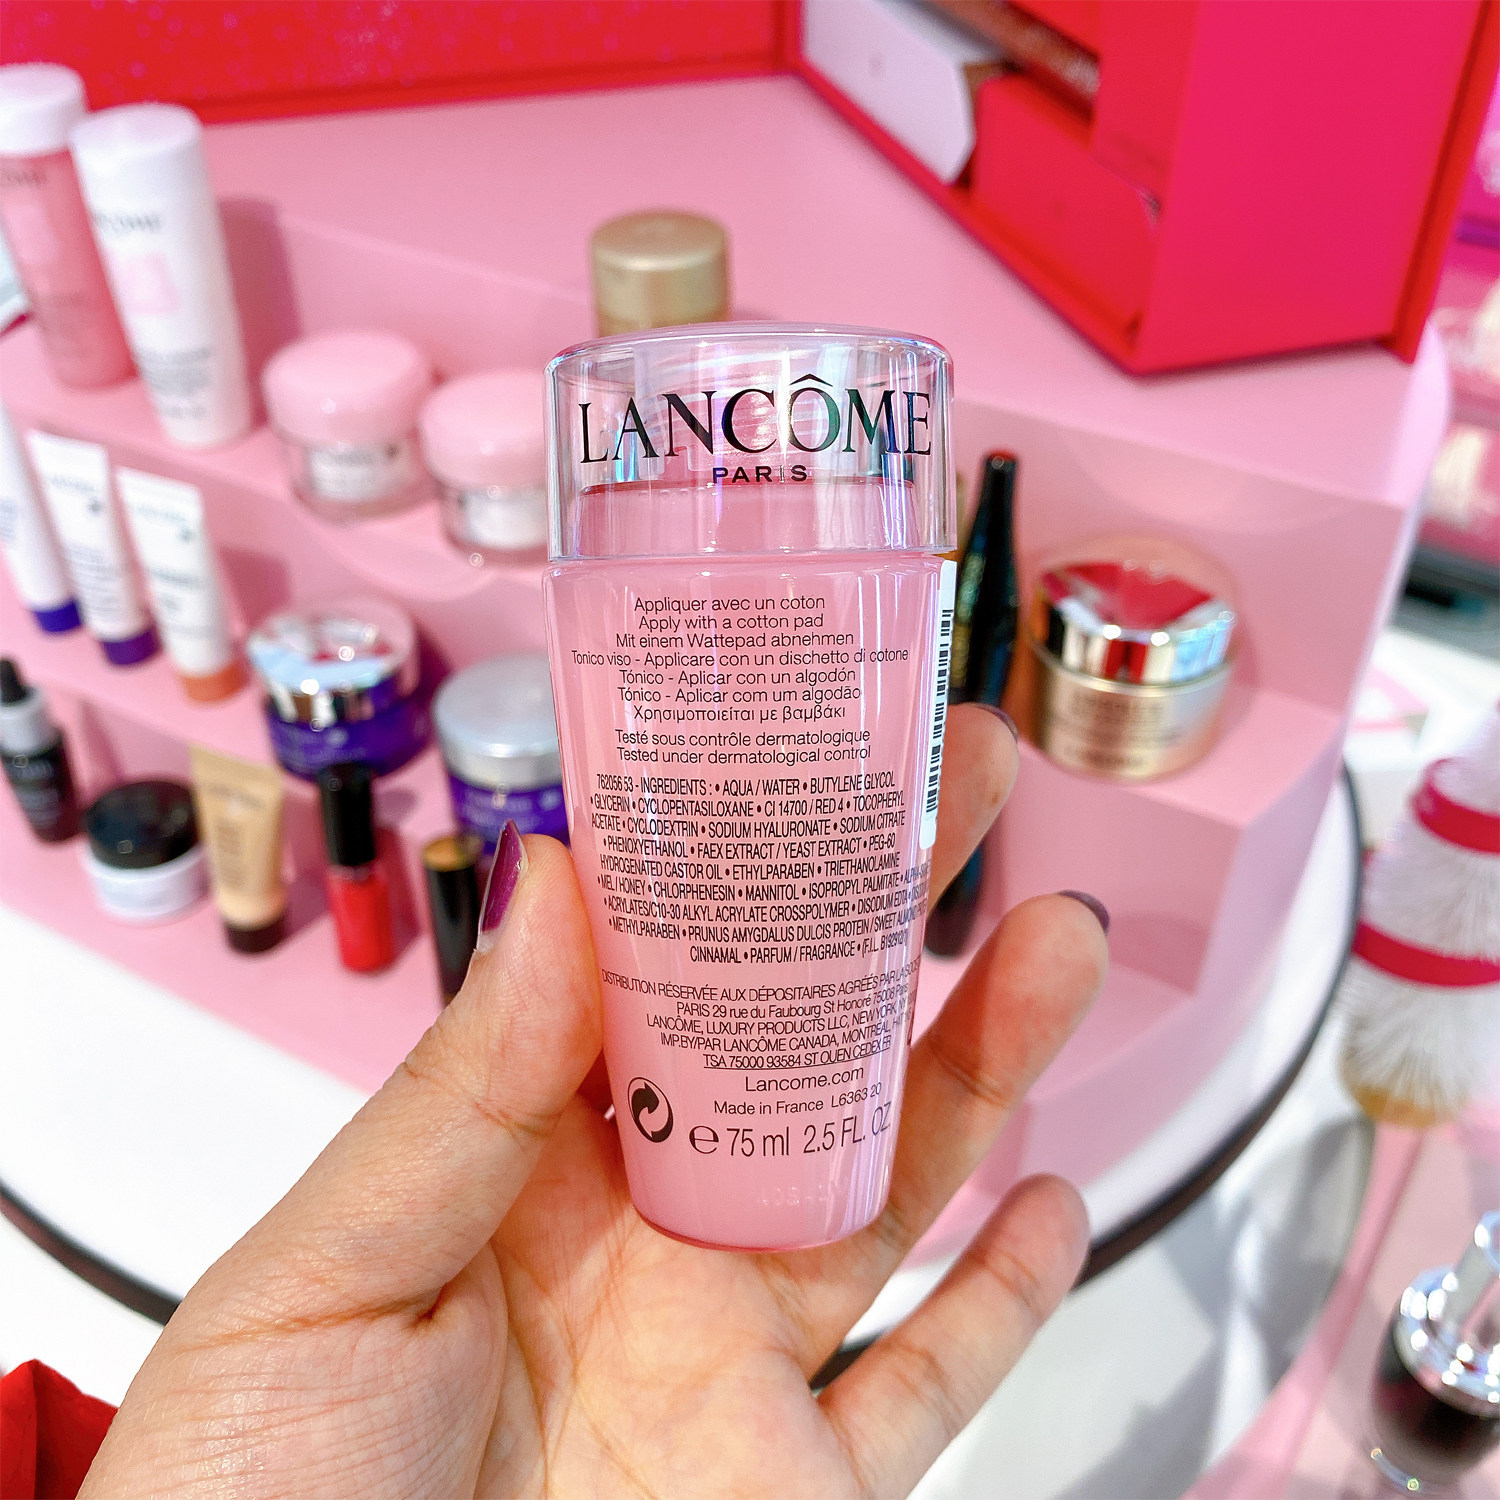 LANCÔME
PARIS
Appliquer avec un coton
Apply with a cotton pad
Mit einem Wattepad abnehmen
Tonico viso - Applicare con un dischetto di cotone
Tónico - Aplicar con un algodón
Tónico - Aplicar com um algodão
Χρησιμοποιείται με βαμβάκι
Testé sous contrôle dermatologique
Tested under dermatological control
762056 53 - INGREDIENTS : • AQUA / WATER • BUTYLENE GLYCOL
• GLYCERIN • CYCLOPENTASILOXANE • CI 14700 / RED 4 • TOCOPHERYL
ACETATE • CYCLODEXTRIN • SODIUM HYALURONATE • SODIUM CITRATE
• PHENOXYETHANOL • FAEX EXTRACT / YEAST EXTRACT • PEG-60
HYDROGENATED CASTOR OIL • ETHYLPARABEN • TRIETHANOLAMINE
• MEL / HONEY • CHLORPHENESIN • MANNITOL • ISOPROPYL PALMITATE •
• ACRYLATES/C10-30 ALKYL ACRYLATE CROSSPOLYMER • DISODIUM EDTA •
• METHYLPARABEN • PRUNUS AMYGDALUS DULCIS PROTEIN / SWEET ALMOND
CINNAMAL • PARFUM / FRAGRANCE • (F.I.L.
DISTRIBUTION RÉSERVÉE AUX DÉPOSITAIRES AGRÉÉS PAR LA
PARIS 29 rue du Faubourg St Honoré 75008 Paris
LANCÔME, LUXURY PRODUCTS LLC, NEW YORK,
IMP.BY/PAR LANCÔME CANADA, MONTRÉAL,
TSA 75000 93584 ST OUEN CEDEX FR
Lancome.com
Made in France L6363 20
℮ 75 ml 2.5 FL. OZ.